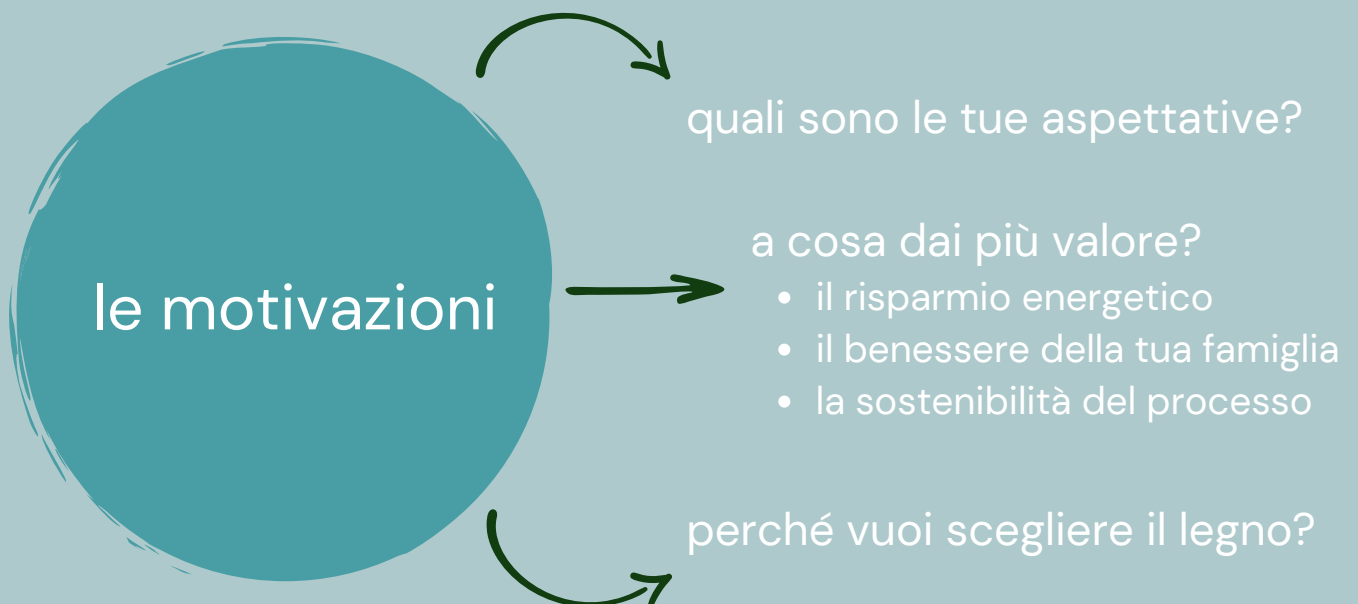 le motivazioni
quali sono le tue aspettative?
a cosa dai più valore?
• il risparmio energetico
• il benessere della tua famiglia
• la sostenibilità del processo
perché vuoi scegliere il legno?